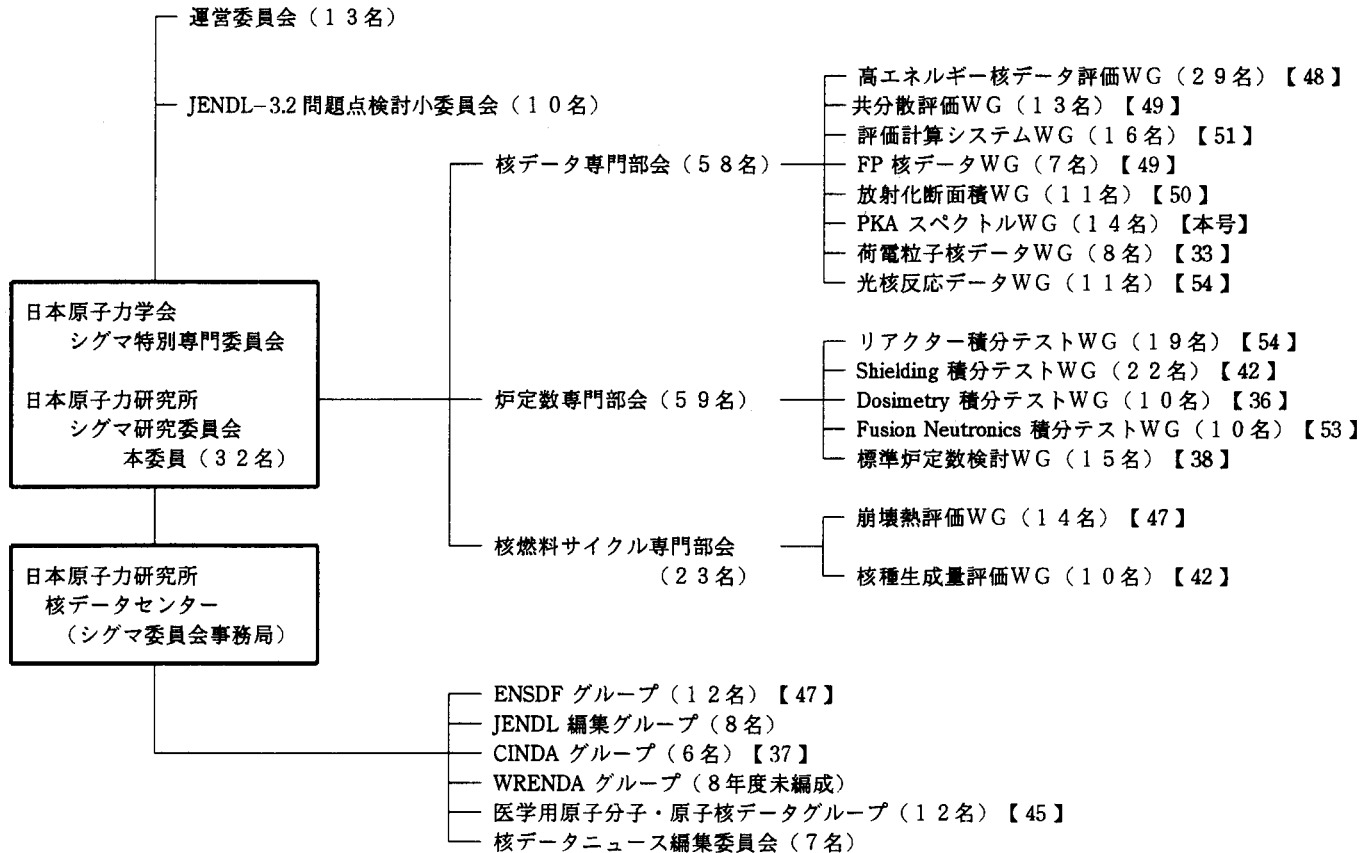 運営委員会（１３名）
JENDL−3.2 問題点検討小委員会（１０名）
核データ専門部会（５８名）
高エネルギー核データ評価ＷＧ（２９名）【 48 】
共分散評価ＷＧ（１３名）【 49 】
評価計算システムＷＧ（１６名）【 51 】
FP 核データＷＧ（７名）【 49 】
放射化断面積ＷＧ（１１名）【 50 】
PKA スペクトルＷＧ（１４名）【本号】
荷電粒子核データＷＧ（８名）【 33 】
光核反応データＷＧ（１１名）【 54 】
日本原子力学会
シグマ特別専門委員会
日本原子力研究所
シグマ研究委員会
本委員（３２名）
炉定数専門部会（５９名）
リアクター積分テストＷＧ（１９名）【 54 】
Shielding 積分テストＷＧ（２２名）【 42 】
Dosimetry 積分テストＷＧ（１０名）【 36 】
Fusion Neutronics 積分テストＷＧ（１０名）【 53 】
標準炉定数検討ＷＧ（１５名）【 38 】
核燃料サイクル専門部会
（２３名）
崩壊熱評価ＷＧ（１４名）【 47 】
核種生成量評価ＷＧ（１０名）【 42 】
日本原子力研究所
核データセンター
（シグマ委員会事務局）
ENSDF グループ（１２名）【 47 】
JENDL 編集グループ（８名）
CINDA グループ（６名）【 37 】
WRENDA グループ（８年度未編成）
医学用原子分子・原子核データグループ（１２名）【 45 】
核データニュース編集委員会（７名）